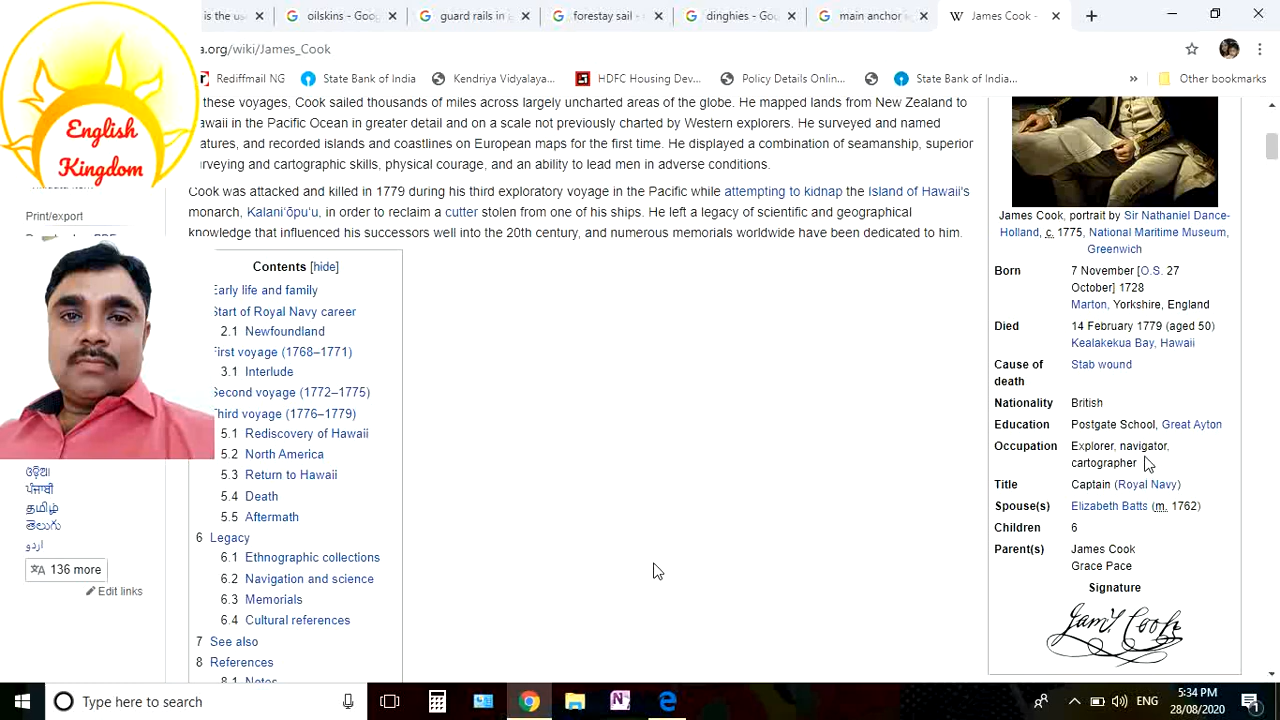 is the use
oilskins - Goog
guard rails in
forestay sail -
dinghies - Goo
main anchor
W James Cook -
a.org/wiki/James_Cook
Rediffmail NG
State Bank of India
Kendriya Vidyalaya...
HDFC Housing Dev...
Policy Details Onlin...
State Bank of India...
»
Other bookmarks
English
Kingdom
these voyages, Cook sailed thousands of miles across largely uncharted areas of the globe. He mapped lands from New Zealand to
awaii in the Pacific Ocean in greater detail and on a scale not previously charted by Western explorers. He surveyed and named
atures, and recorded islands and coastlines on European maps for the first time. He displayed a combination of seamanship, superior
urveying and cartographic skills, physical courage, and an ability to lead men in adverse conditions.
Cook was attacked and killed in 1779 during his third exploratory voyage in the Pacific while attempting to kidnap the Island of Hawaii's
monarch, Kalaniʻōpuʻu, in order to reclaim a cutter stolen from one of his ships. He left a legacy of scientific and geographical
knowledge that influenced his successors well into the 20th century, and numerous memorials worldwide have been dedicated to him.
Print/export
Contents [hide]
Early life and family
Start of Royal Navy career
2.1 Newfoundland
First voyage (1768–1771)
3.1 Interlude
Second voyage (1772–1775)
Third voyage (1776–1779)
5.1 Rediscovery of Hawaii
5.2 North America
5.3 Return to Hawaii
5.4 Death
5.5 Aftermath
6 Legacy
6.1 Ethnographic collections
6.2 Navigation and science
6.3 Memorials
6.4 Cultural references
7 See also
8 References
8.1 Notes
ଓଡ଼ିଆ
ਪੰਜਾਬੀ
தமிழ்
తెలుగు
اردو
136 more
Edit links
James Cook, portrait by Sir Nathaniel Dance-
Holland, c. 1775, National Maritime Museum,
Greenwich
Born 7 November [O.S. 27
October] 1728
Marton, Yorkshire, England
Died 14 February 1779 (aged 50)
Kealakekua Bay, Hawaii
Cause of Stab wound
death
Nationality British
Education Postgate School, Great Ayton
Occupation Explorer, navigator,
cartographer
Title Captain (Royal Navy)
Spouse(s) Elizabeth Batts (m. 1762)
Children 6
Parent(s) James Cook
Grace Pace
Signature
Jam.s Cook
Type here to search
5:34 PM
28/08/2020